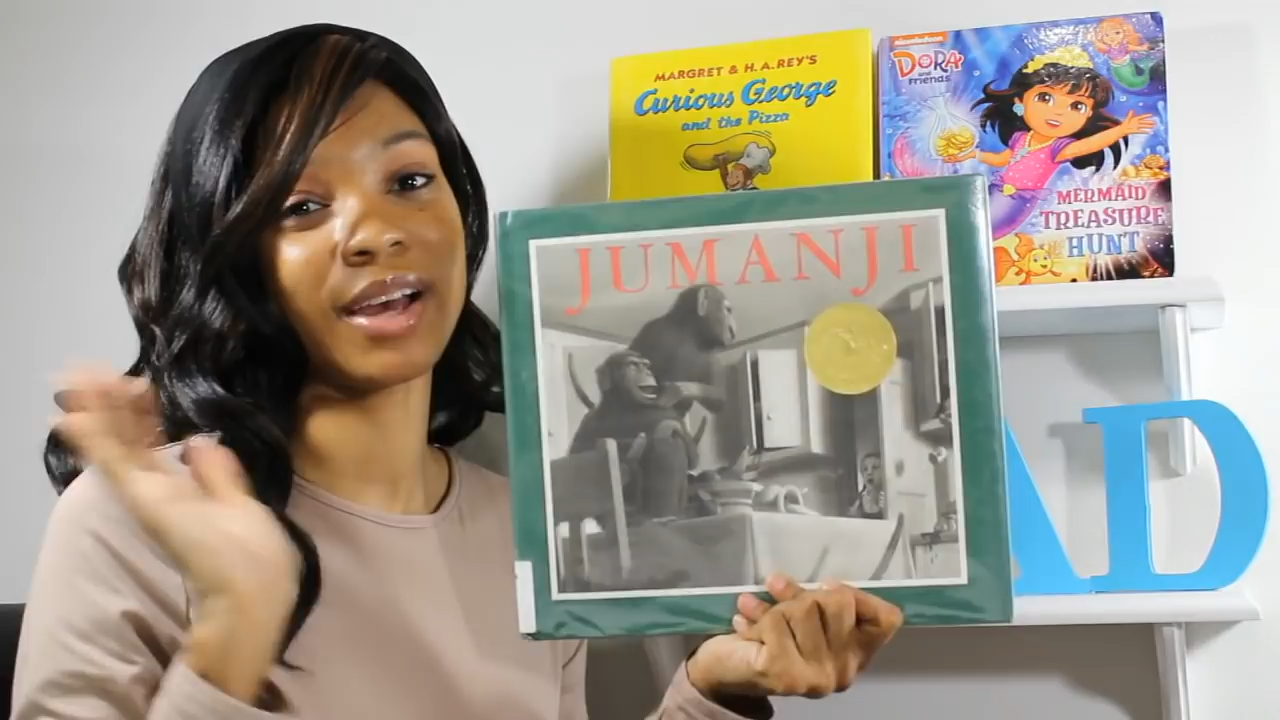 MARGRET & H.A.REY'S
Curious George
and the Pizza
nickelodeon
DORA
and
FRIENDS
MERMAID
TREASURE
HUNT
JUMANJI
AD